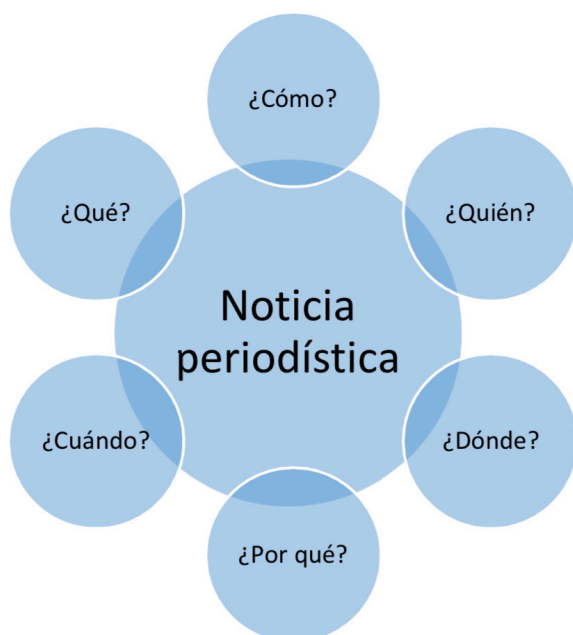 ¿Cómo?
¿Qué?
¿Quién?
Noticia
periodística
¿Cuándo?
¿Dónde?
¿Por qué?